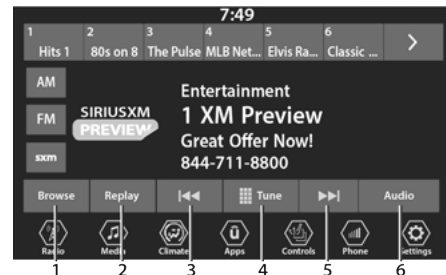 7:49
1 2 3 4 5 6
Hits 1 80s on 8 The Pulse MLB Net... Elvis Ra... Classic ...
AM
FM
sxm
SIRIUSXM
PREVIEW
Entertainment
1 XM Preview
Great Offer Now!
844-711-8800
Browse Replay Tune Audio
Radio Media Climate Apps Controls Phone Settings
1 2 3 4 5 6